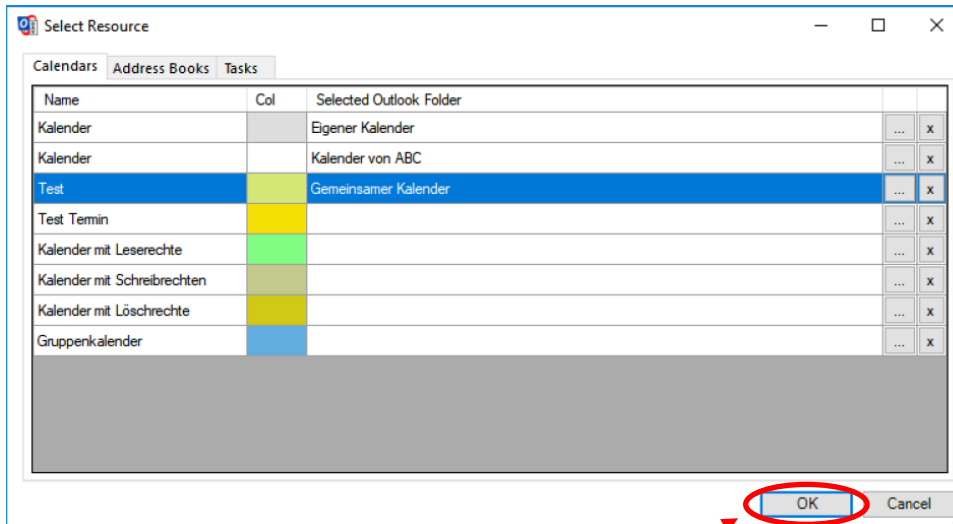 Select Resource
Calendars Address Books Tasks
Name Col Selected Outlook Folder
Kalender Eigener Kalender ... x
Kalender Kalender von ABC ... x
Test Gemeinsamer Kalender ... x
Test Termin ... x
Kalender mit Leserechte ... x
Kalender mit Schreibrechten ... x
Kalender mit Löschrechte ... x
Gruppenkalender ... x
OK Cancel